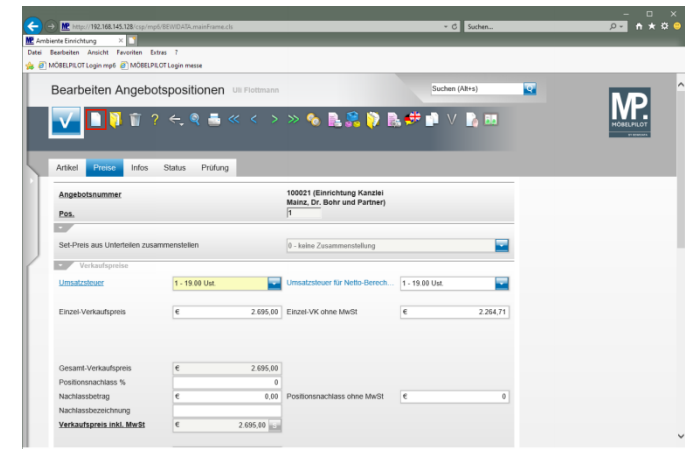 http://192.168.145.128/csp/mp6/BEWIDATA.mainFrame.cls
Suchen...
Ambiente Einrichtung
Datei Bearbeiten Ansicht Favoriten Extras ?
MÖBELPILOT Login mp6 MÖBELPILOT Login messe
Bearbeiten Angebotspositionen Uli Flottmann
Suchen (Alt+s)
MP.
MÖBELPILOT
Artikel Preise Infos Status Prüfung
Angebotsnummer 100021 (Einrichtung Kanzlei
Mainz, Dr. Bohr und Partner)
Pos. 1
Set-Preis aus Unterteilen zusammenstellen 0 - keine Zusammenstellung
Verkaufspreise
Umsatzsteuer 1 - 19.00 Ust. Umsatzsteuer für Netto-Berech... 1 - 19.00 Ust.
Einzel-Verkaufspreis € 2.695,00 Einzel-VK ohne MwSt € 2.264,71
Gesamt-Verkaufspreis € 2.695,00
Positionsnachlass % 0
Nachlassbetrag € 0,00 Positionsnachlass ohne MwSt € 0
Nachlassbezeichnung
Verkaufspreis inkl. MwSt € 2.695,00